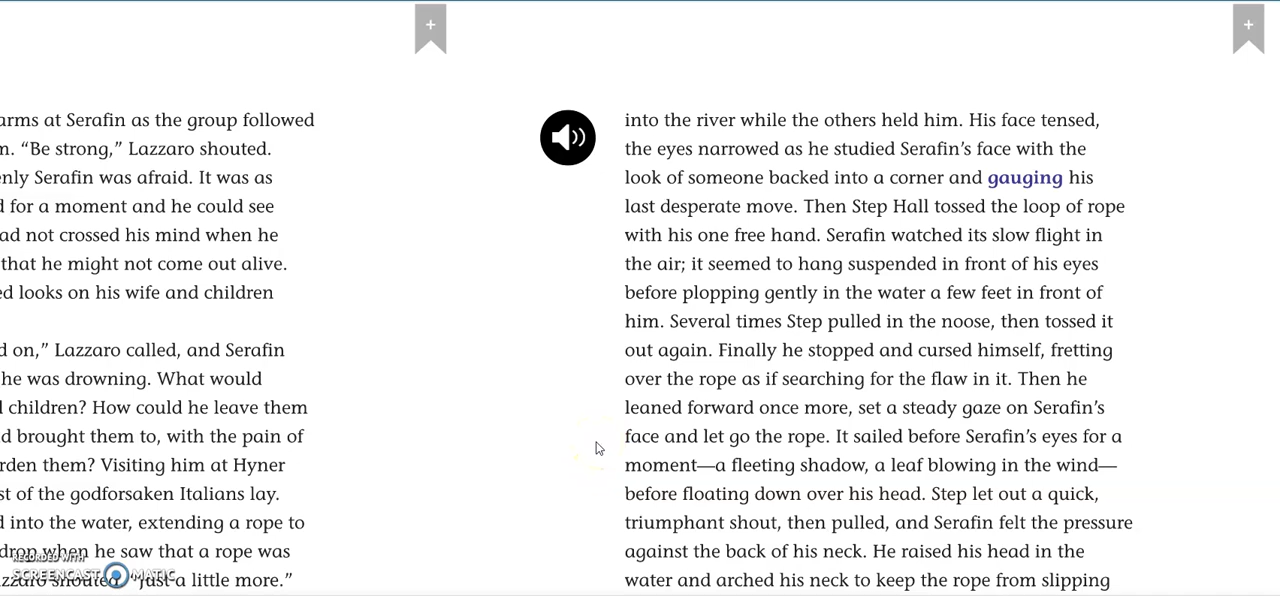 arms at Serafin as the group followed
“Be strong,” Lazzaro shouted.
Serafin was afraid. It was as
for a moment and he could see
not crossed his mind when he
that he might not come out alive.
looks on his wife and children
on,” Lazzaro called, and Serafin
he was drowning. What would
children? How could he leave them
brought them to, with the pain of
them? Visiting him at Hyner
of the godforsaken Italians lay.
into the water, extending a rope to
drop when he saw that a rope was
shouted, “just a little more.”
RECORDED WITH
SCREENCAST MATIC
into the river while the others held him. His face tensed,
the eyes narrowed as he studied Serafin’s face with the
look of someone backed into a corner and gauging his
last desperate move. Then Step Hall tossed the loop of rope
with his one free hand. Serafin watched its slow flight in
the air; it seemed to hang suspended in front of his eyes
before plopping gently in the water a few feet in front of
him. Several times Step pulled in the noose, then tossed it
out again. Finally he stopped and cursed himself, fretting
over the rope as if searching for the flaw in it. Then he
leaned forward once more, set a steady gaze on Serafin’s
face and let go the rope. It sailed before Serafin’s eyes for a
moment—a fleeting shadow, a leaf blowing in the wind—
before floating down over his head. Step let out a quick,
triumphant shout, then pulled, and Serafin felt the pressure
against the back of his neck. He raised his head in the
water and arched his neck to keep the rope from slipping